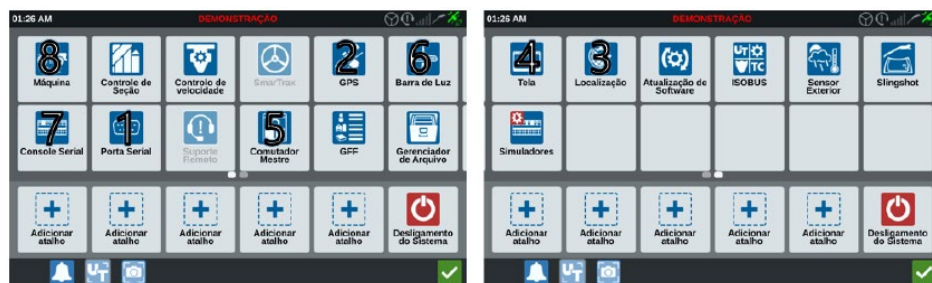 01:26 AM DEMONSTRAÇÃO
8 2 6
Máquina Controle de Seção Controle de velocidade SmarTrax GPS Barra de Luz
7 1 5
Console Serial Porta Serial Suporte Remoto Comutador Mestre GFF Gerenciador de Arquivo
Adicionar atalho Adicionar atalho Adicionar atalho Adicionar atalho Adicionar atalho Desligamento do Sistema
UT
01:26 AM DEMONSTRAÇÃO
4 3 UT TC
Tela Localização Atualização de Software ISOBUS Sensor Exterior Slingshot
Simuladores
Adicionar atalho Adicionar atalho Adicionar atalho Adicionar atalho Adicionar atalho Desligamento do Sistema
UT